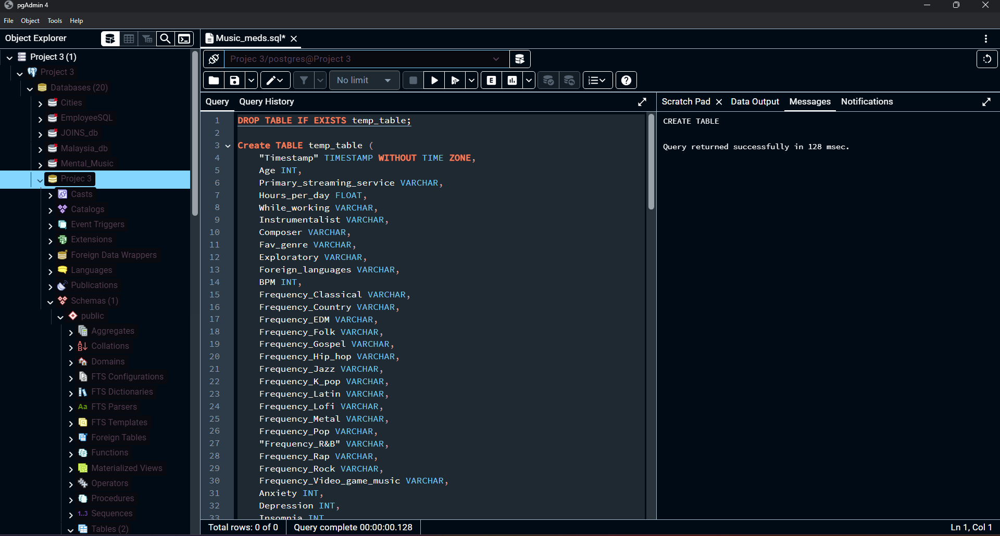 pgAdmin 4
File Object Tools Help
Object Explorer
Music_meds.sql*
Project 3 (1)
Project 3
Databases (20)
Cities
EmployeeSQL
JOINS_db
Malaysia_db
Mental_Music
Projec 3
Casts
Catalogs
Event Triggers
Extensions
Foreign Data Wrappers
Languages
Publications
Schemas (1)
public
Aggregates
Collations
Domains
FTS Configurations
FTS Dictionaries
Aa FTS Parsers
FTS Templates
Foreign Tables
Functions
Materialized Views
Operators
Procedures
1..3 Sequences
Tables (2)
Projec 3/postgres@Project 3
No limit
E
Query Query History
1 DROP TABLE IF EXISTS temp_table;
2
3 Create TABLE temp_table (
4 "Timestamp" TIMESTAMP WITHOUT TIME ZONE,
5 Age INT,
6 Primary_streaming_service VARCHAR,
7 Hours_per_day FLOAT,
8 While_working VARCHAR,
9 Instrumentalist VARCHAR,
10 Composer VARCHAR,
11 Fav_genre VARCHAR,
12 Exploratory VARCHAR,
13 Foreign_languages VARCHAR,
14 BPM INT,
15 Frequency_Classical VARCHAR,
16 Frequency_Country VARCHAR,
17 Frequency_EDM VARCHAR,
18 Frequency_Folk VARCHAR,
19 Frequency_Gospel VARCHAR,
20 Frequency_Hip_hop VARCHAR,
21 Frequency_Jazz VARCHAR,
22 Frequency_K_pop VARCHAR,
23 Frequency_Latin VARCHAR,
24 Frequency_Lofi VARCHAR,
25 Frequency_Metal VARCHAR,
26 Frequency_Pop VARCHAR,
27 "Frequency_R&B" VARCHAR,
28 Frequency_Rap VARCHAR,
29 Frequency_Rock VARCHAR,
30 Frequency_Video_game_music VARCHAR,
31 Anxiety INT,
32 Depression INT,
33 Insomnia INT
Scratch Pad Data Output Messages Notifications
CREATE TABLE
Query returned successfully in 128 msec.
Total rows: 0 of 0 Query complete 00:00:00.128 Ln 1, Col 1